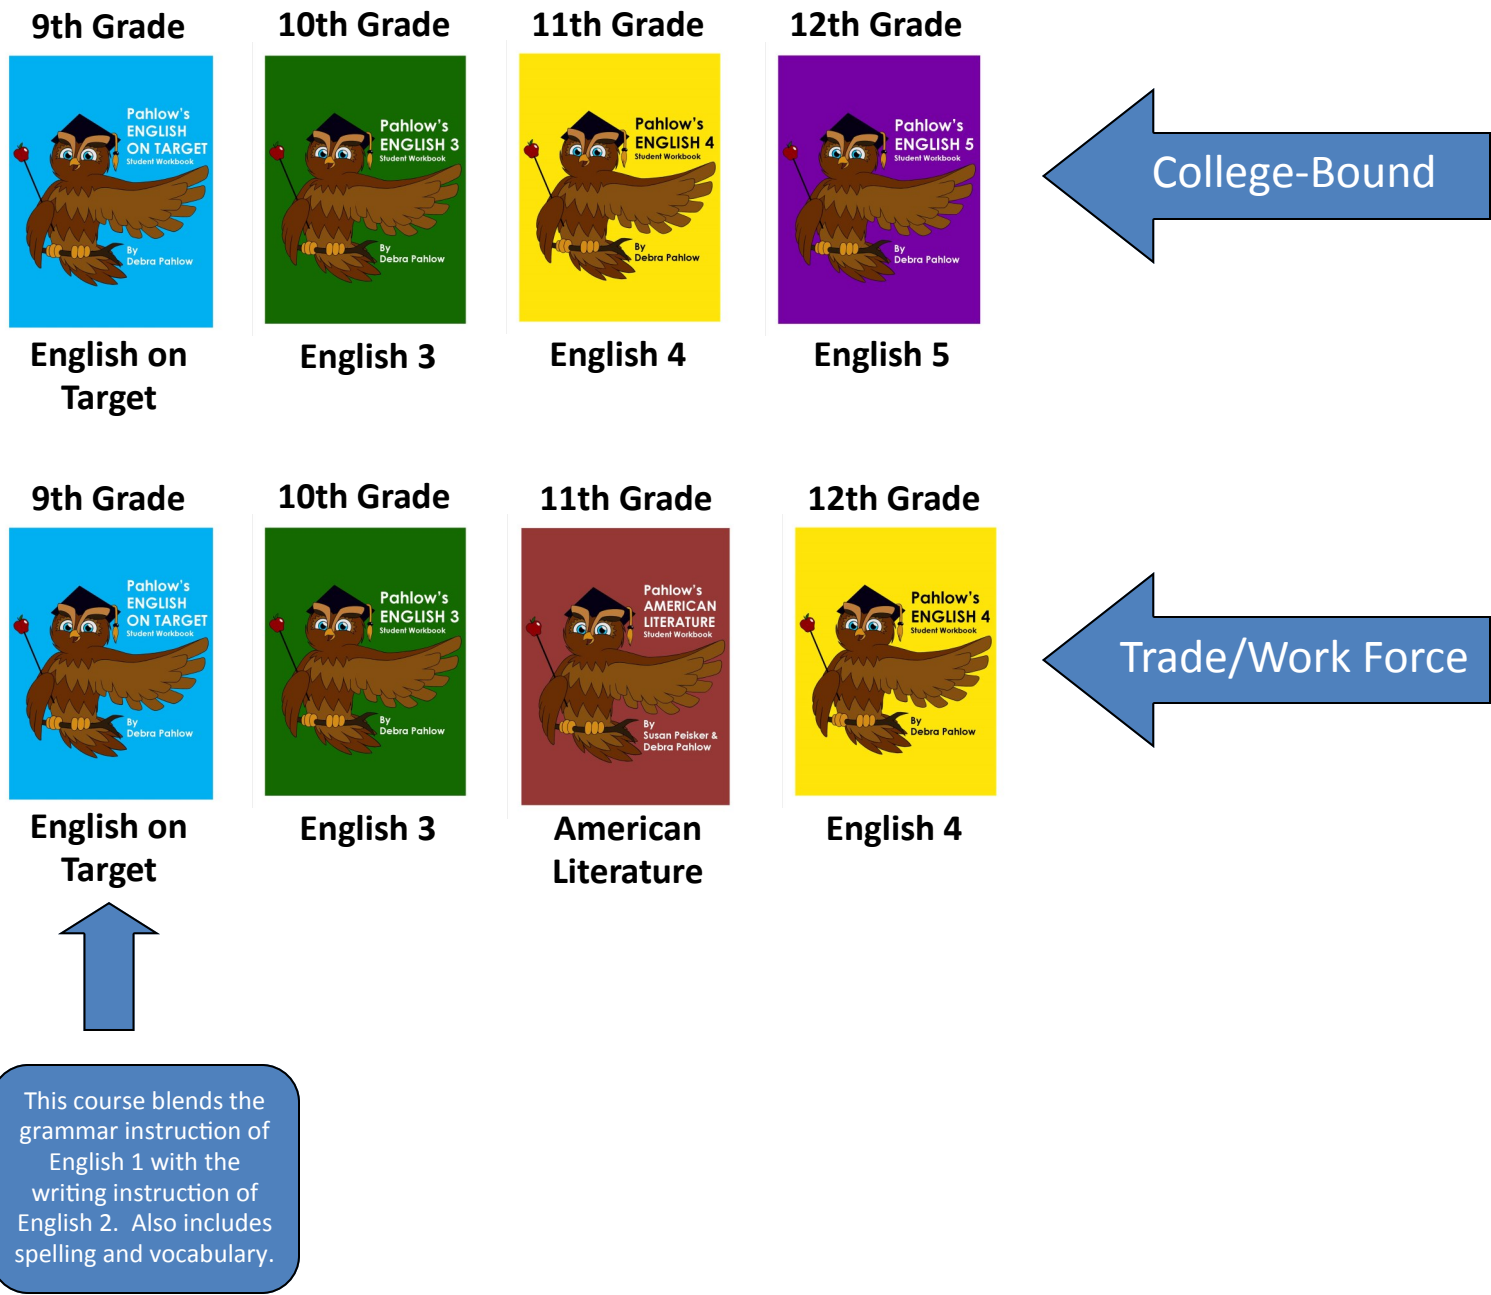 9th Grade
10th Grade
11th Grade
12th Grade
Pahlow's
ENGLISH
ON TARGET
Student Workbook
By
Debra Pahlow
Pahlow's
ENGLISH 3
Student Workbook
By
Debra Pahlow
Pahlow's
ENGLISH 4
Student Workbook
By
Debra Pahlow
Pahlow's
ENGLISH 5
Student Workbook
By
Debra Pahlow
College-Bound
English on
Target
English 3
English 4
English 5
9th Grade
10th Grade
11th Grade
12th Grade
Pahlow's
ENGLISH
ON TARGET
Student Workbook
By
Debra Pahlow
Pahlow's
ENGLISH 3
Student Workbook
By
Debra Pahlow
Pahlow's
AMERICAN
LITERATURE
Student Workbook
By
Susan Peisker &
Debra Pahlow
Pahlow's
ENGLISH 4
Student Workbook
By
Debra Pahlow
Trade/Work Force
English on
Target
English 3
American
Literature
English 4
This course blends the
grammar instruction of
English 1 with the
writing instruction of
English 2.  Also includes
spelling and vocabulary.